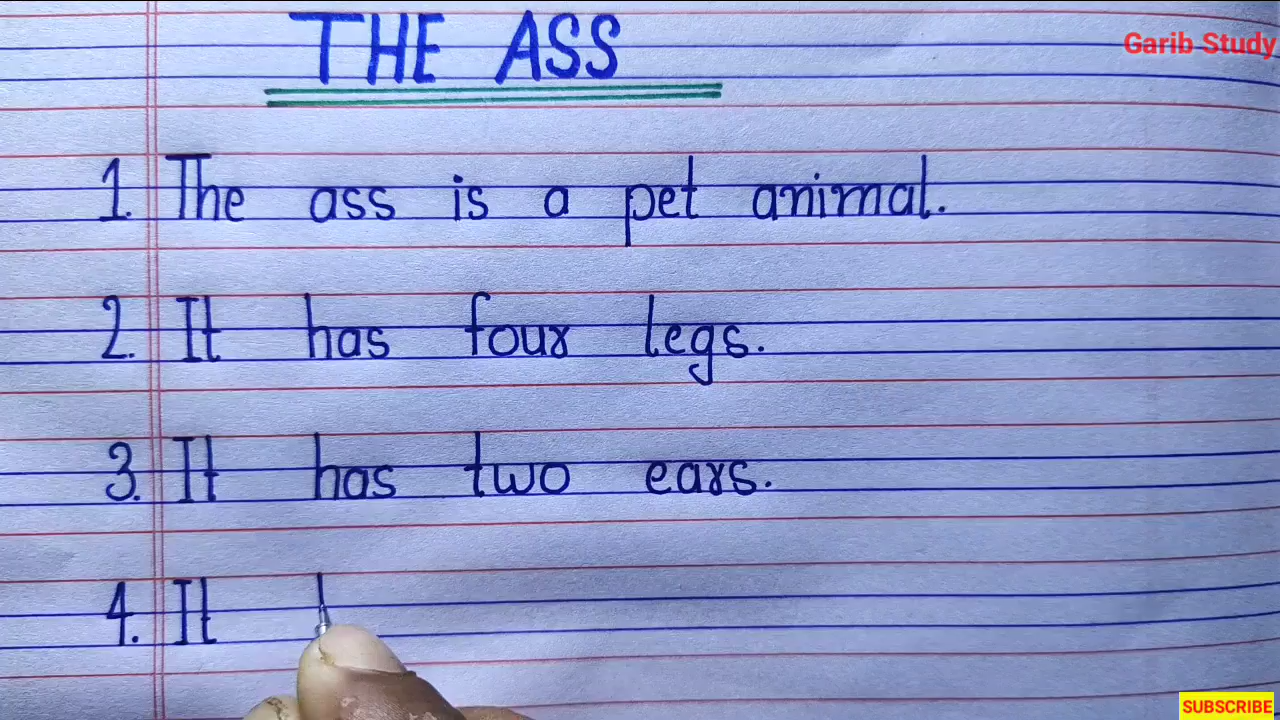 THE ASS
Garib Study
1. The ass is a pet animal.
2. It has four legs.
3. It has two ears.
4. It
SUBSCRIBE